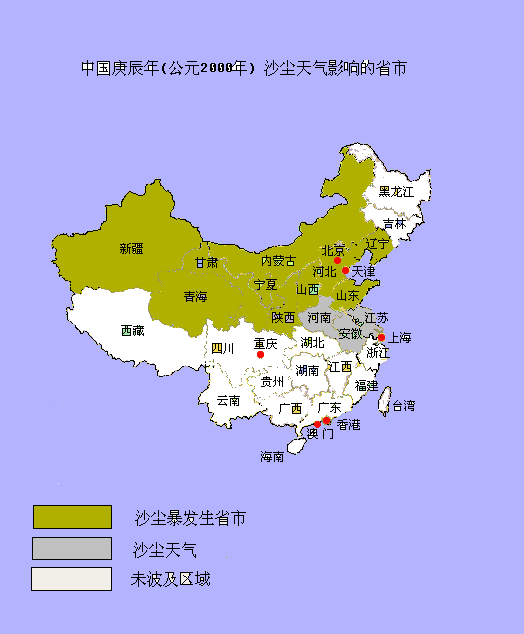 中国庚辰年(公元2000年) 沙尘天气影响的省市
黑龙江
吉林
辽宁
北京
新疆
甘肃
内蒙古
河北
天津
宁夏
山西
青海
山东
陕西
河南
江苏
西藏
安徽
上海
四川
重庆
湖北
浙江
湖南
江西
贵州
福建
云南
广西
广东
台湾
香港
澳门
海南
沙尘暴发生省市
沙尘天气
未波及区域